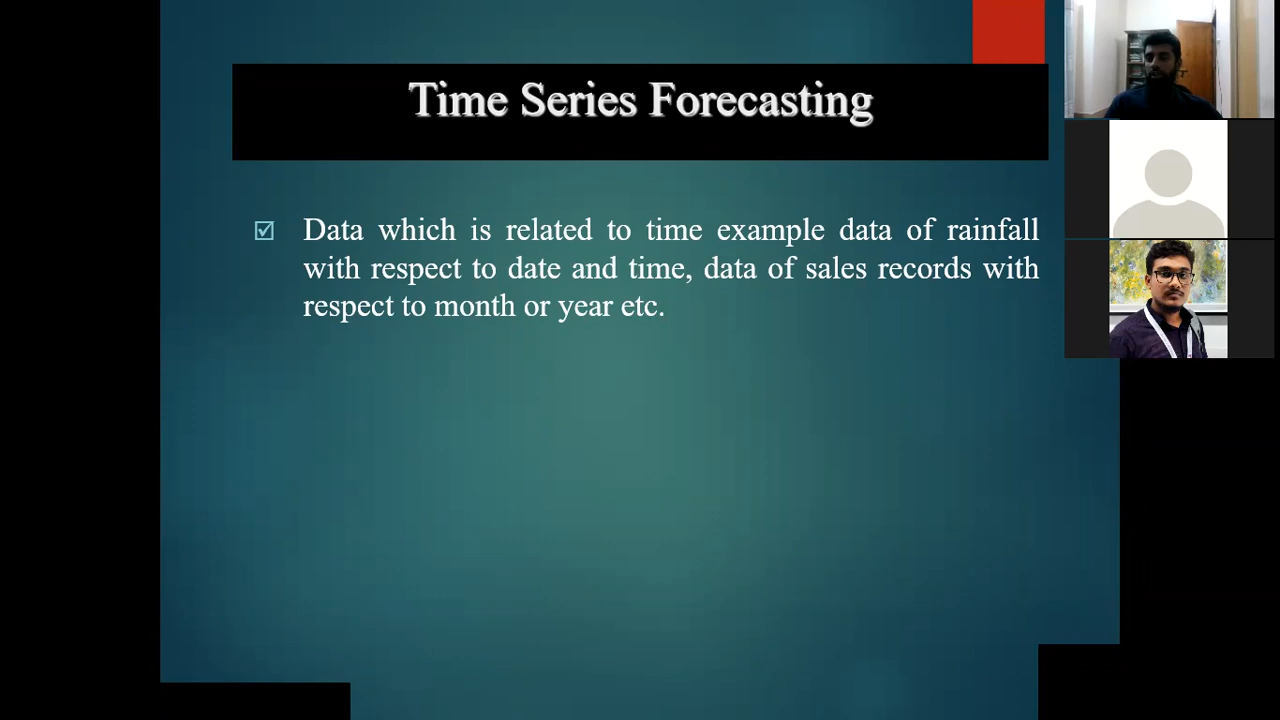 Time Series Forecasting
Data which is related to time example data of rainfall
with respect to date and time, data of sales records with
respect to month or year etc.